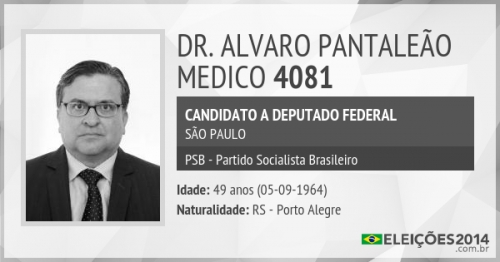 DR. ALVARO PANTALEÃO
MEDICO 4081
CANDIDATO A DEPUTADO FEDERAL
SÃO PAULO
PSB - Partido Socialista Brasileiro
Idade: 49 anos (05-09-1964)
Naturalidade: RS - Porto Alegre
ELEIÇÕES2014
.com.br